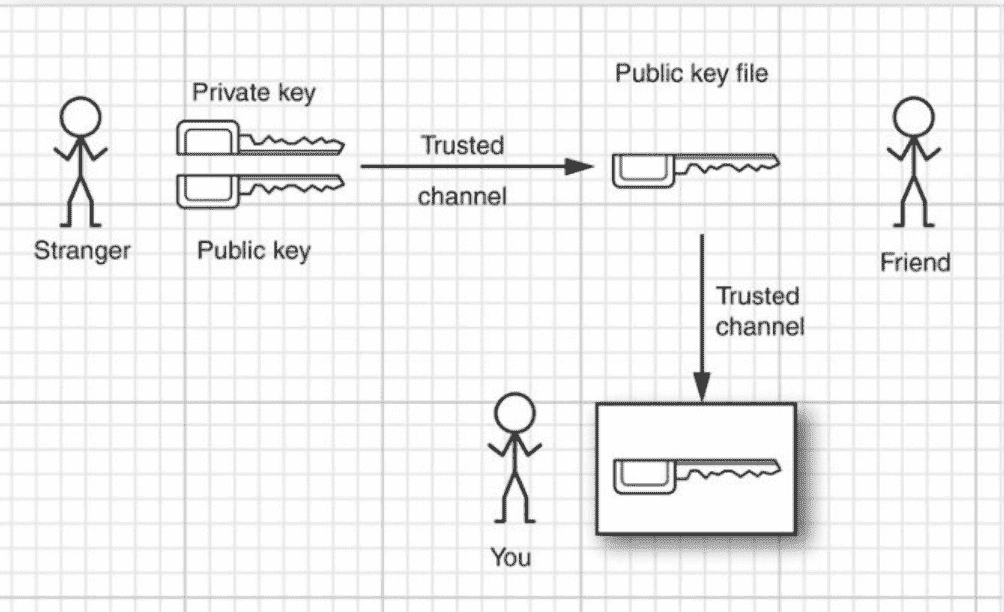 Private key
Public key file
Trusted
channel
Stranger
Public key
Friend
Trusted
channel
You